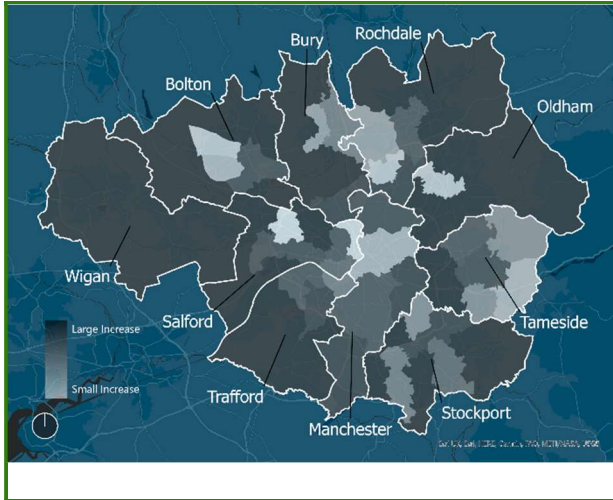 Rochdale
Bury
Bolton
Oldham
Wigan
Large Increase
Salford
Tameside
Small Increase
Trafford
Stockport
Manchester